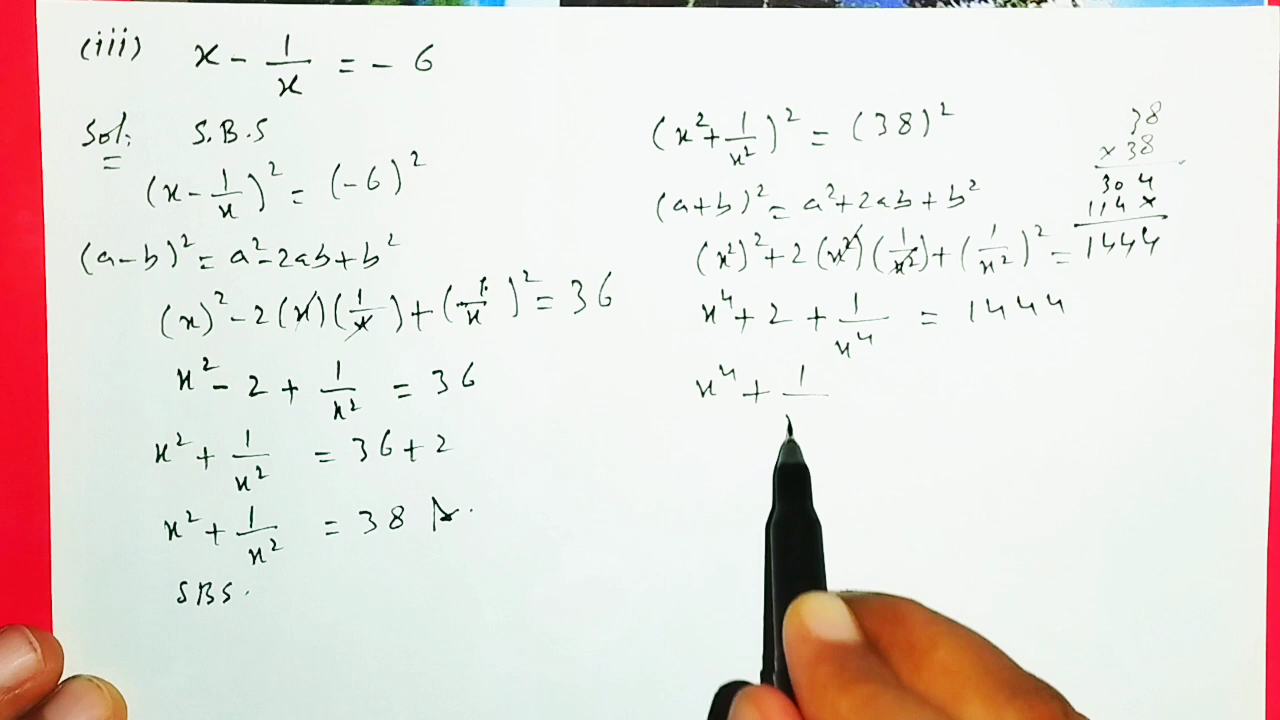 (iii) x - 1/x = - 6
Sol: S.B.S
(x - 1/x)² = (-6)²
(a-b)² = a² - 2ab + b²
(x)² - 2(x)(1/x) + (1/x)² = 36
x² - 2 + 1/x² = 36
x² + 1/x² = 36 + 2
x² + 1/x² = 38
SBS.
(x² + 1/x²)² = (38)²
(a+b)² = a² + 2ab + b²
(x²)² + 2(x²)(1/x²) + (1/x²)² = 1444
x⁴ + 2 + 1/x⁴ = 1444
x⁴ + 1/
38
× 38
304
114×